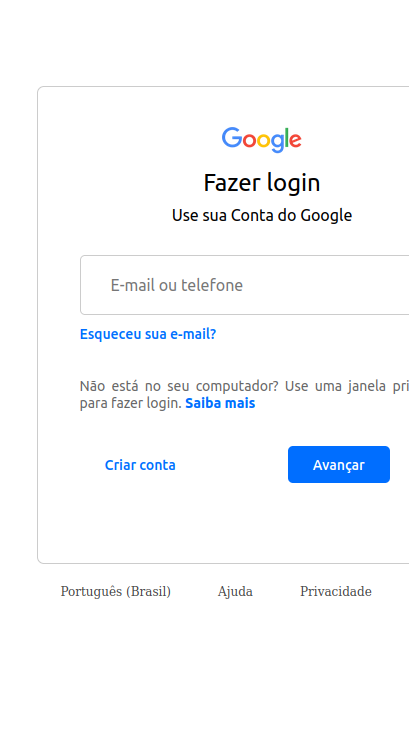 Google
Fazer login
Use sua Conta do Google
E-mail ou telefone
Esqueceu sua e-mail?
Não está no seu computador? Use uma janela pri
para fazer login. Saiba mais
Criar conta
Avançar
Português (Brasil)
Ajuda
Privacidade